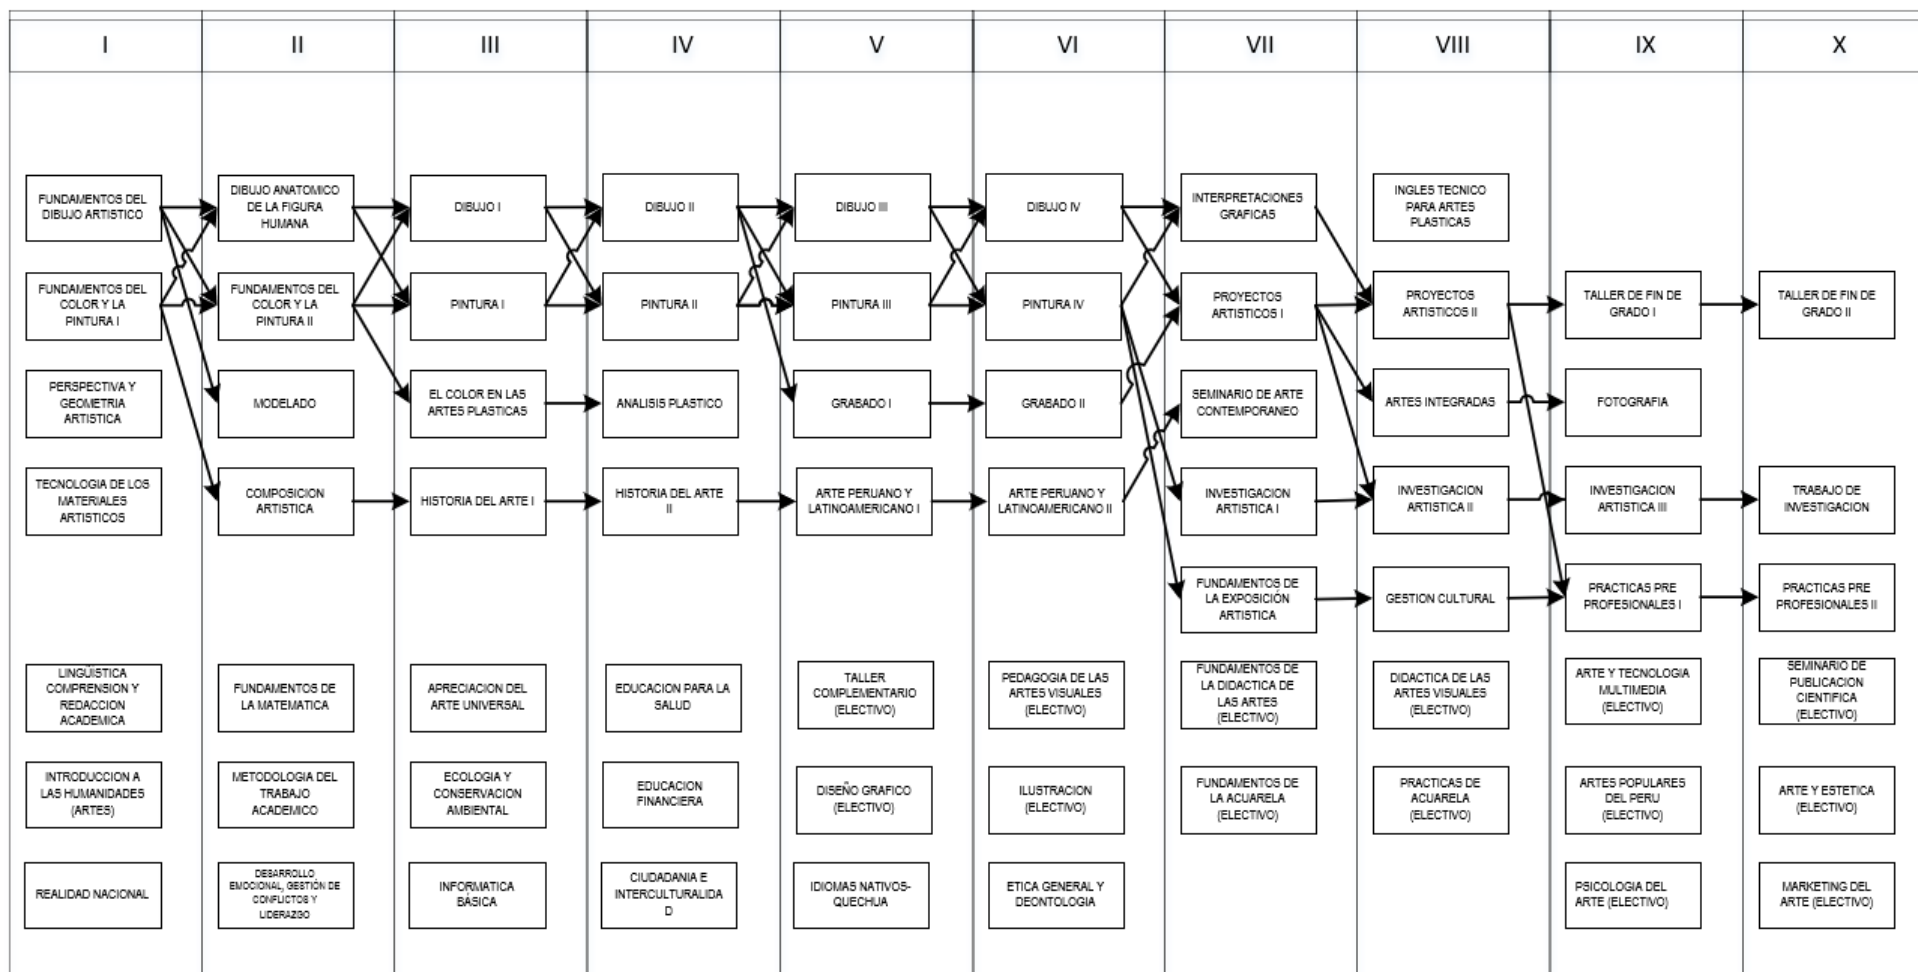 I
II
III
IV
V
VI
VII
VIII
IX
X
FUNDAMENTOS DEL
DIBUJO ARTISTICO
DIBUJO ANATOMICO
DE LA FIGURA
HUMANA
DIBUJO I
DIBUJO II
DIBUJO III
DIBUJO IV
INTERPRETACIONES
GRAFICAS
INGLES TECNICO
PARA ARTES
PLASTICAS
FUNDAMENTOS DEL
COLOR Y LA
PINTURA I
FUNDAMENTOS DEL
COLOR Y LA
PINTURA II
PINTURA I
PINTURA II
PINTURA III
PINTURA IV
PROYECTOS
ARTISTICOS I
PROYECTOS
ARTISTICOS II
TALLER DE FIN DE
GRADO I
TALLER DE FIN DE
GRADO II
PERSPECTIVA Y
GEOMETRIA
ARTISTICA
MODELADO
EL COLOR EN LAS
ARTES PLASTICAS
ANALISIS PLASTICO
GRABADO I
GRABADO II
SEMINARIO DE ARTE
CONTEMPORANEO
ARTES INTEGRADAS
FOTOGRAFIA
TECNOLOGIA DE LOS
MATERIALES
ARTISTICOS
COMPOSICION
ARTISTICA
HISTORIA DEL ARTE I
HISTORIA DEL ARTE
II
ARTE PERUANO Y
LATINOAMERICANO I
ARTE PERUANO Y
LATINOAMERICANO II
INVESTIGACION
ARTISTICA I
INVESTIGACION
ARTISTICA II
INVESTIGACION
ARTISTICA III
TRABAJO DE
INVESTIGACION
FUNDAMENTOS DE
LA EXPOSICIÓN
ARTISTICA
GESTION CULTURAL
PRACTICAS PRE
PROFESIONALES I
PRACTICAS PRE
PROFESIONALES II
LINGÜISTICA
COMPRENSION Y
REDACCION
ACADEMICA
FUNDAMENTOS DE
LA MATEMATICA
APRECIACION DEL
ARTE UNIVERSAL
EDUCACION PARA LA
SALUD
TALLER
COMPLEMENTARIO
(ELECTIVO)
PEDAGOGIA DE LAS
ARTES VISUALES
(ELECTIVO)
FUNDAMENTOS DE
LA DIDACTICA DE
LAS ARTES
(ELECTIVO)
DIDACTICA DE LAS
ARTES VISUALES
(ELECTIVO)
ARTE Y TECNOLOGIA
MULTIMEDIA
(ELECTIVO)
SEMINARIO DE
PUBLICACION
CIENTIFICA
(ELECTIVO)
INTRODUCCION A
LAS HUMANIDADES
(ARTES)
METODOLOGIA DEL
TRABAJO
ACADEMICO
ECOLOGIA Y
CONSERVACION
AMBIENTAL
EDUCACION
FINANCIERA
DISEÑO GRAFICO
(ELECTIVO)
ILUSTRACION
(ELECTIVO)
FUNDAMENTOS DE
LA ACUARELA
(ELECTIVO)
PRACTICAS DE
ACUARELA
(ELECTIVO)
ARTES POPULARES
DEL PERU
(ELECTIVO)
ARTE Y ESTETICA
(ELECTIVO)
REALIDAD NACIONAL
DESARROLLO
EMOCIONAL, GESTIÓN DE
CONFLICTOS Y
LIDERAZGO
INFORMATICA
BÁSICA
CIUDADANIA E
INTERCULTURALIDA
D
IDIOMAS NATIVOS-
QUECHUA
ETICA GENERAL Y
DEONTOLOGIA
PSICOLOGIA DEL
ARTE (ELECTIVO)
MARKETING DEL
ARTE (ELECTIVO)